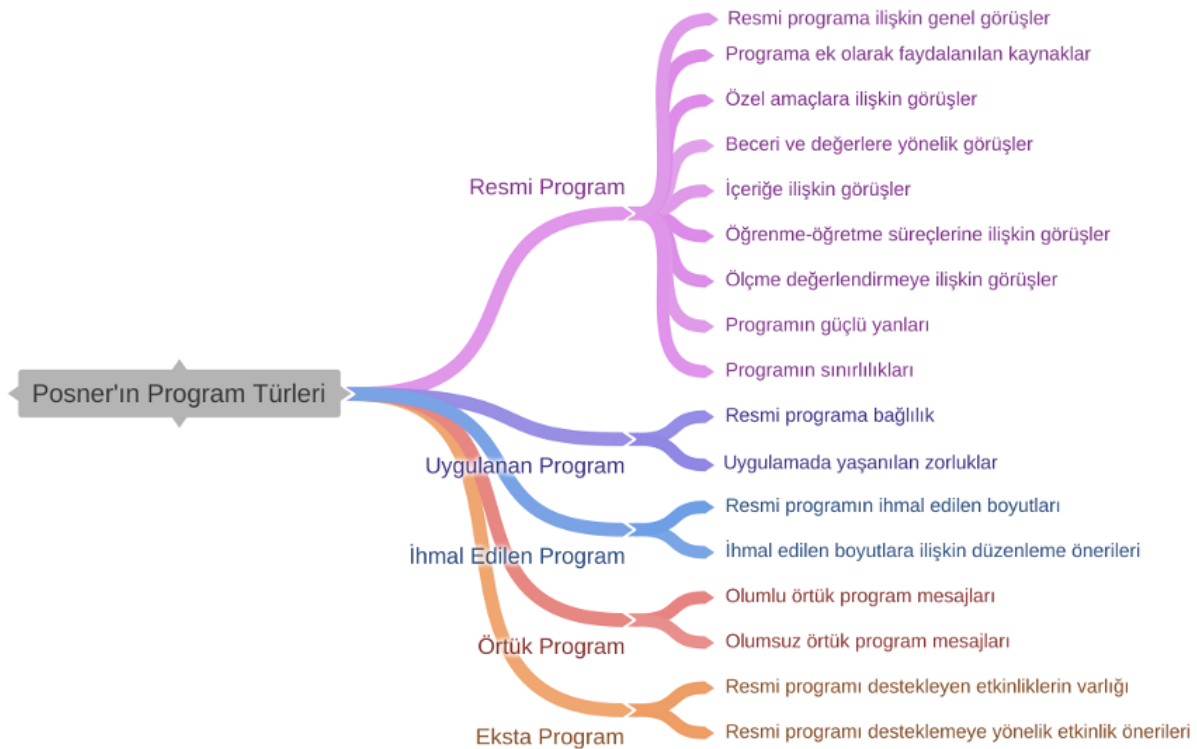 Posner'ın Program Türleri
Resmi Program
Resmi programa ilişkin genel görüşler
Programa ek olarak faydalanılan kaynaklar
Özel amaçlara ilişkin görüşler
Beceri ve değerlere yönelik görüşler
İçeriğe ilişkin görüşler
Öğrenme-öğretme süreçlerine ilişkin görüşler
Ölçme değerlendirmeye ilişkin görüşler
Programın güçlü yanları
Programın sınırlılıkları
Uygulanan Program
Resmi programa bağlılık
Uygulamada yaşanılan zorluklar
İhmal Edilen Program
Resmi programın ihmal edilen boyutları
İhmal edilen boyutlara ilişkin düzenleme önerileri
Örtük Program
Olumlu örtük program mesajları
Olumsuz örtük program mesajları
Eksta Program
Resmi programı destekleyen etkinliklerin varlığı
Resmi programı desteklemeye yönelik etkinlik önerileri